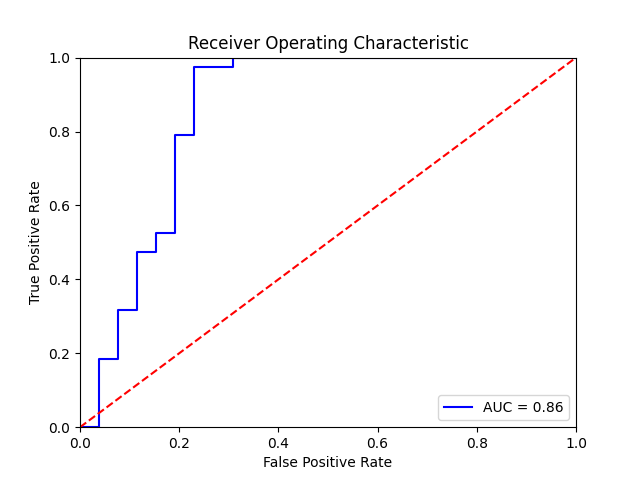 Receiver Operating Characteristic
1.0
0.8
0.6
0.4
0.2
0.0
True Positive Rate
AUC = 0.86
0.0 0.2 0.4 0.6 0.8 1.0
False Positive Rate